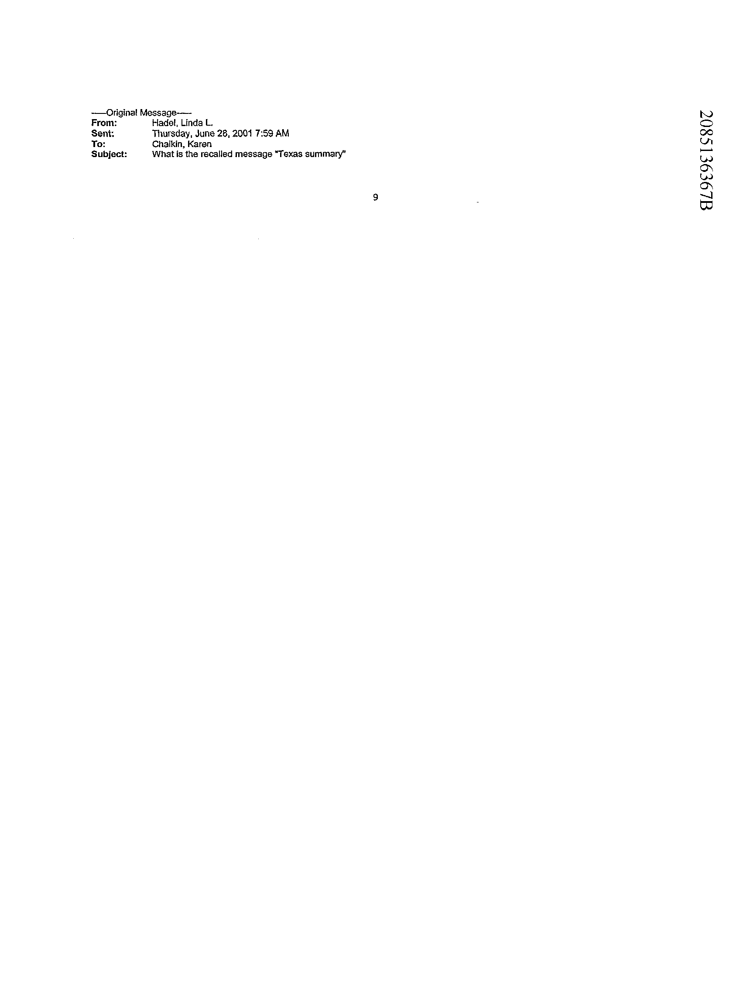 -----Original Message-----
From: Hadel, Linda L.
Sent: Thursday, June 28, 2001 7:59 AM
To: Chaikin, Karen
Subject: What is the recalled message "Texas summary"
9
2085136367B